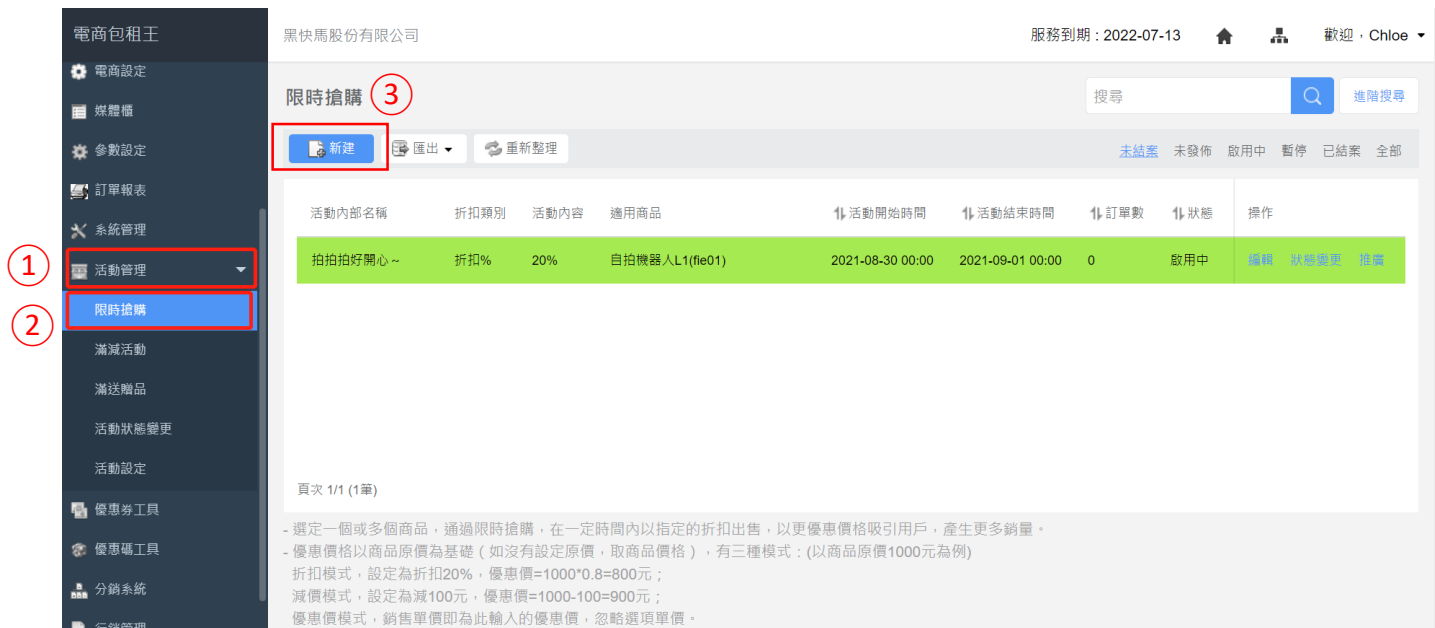 電商包租王
黑快馬股份有限公司
服務到期 : 2022-07-13
歡迎，Chloe
電商設定
媒體櫃
參數設定
訂單報表
系統管理
① 活動管理
② 限時搶購
滿減活動
滿送贈品
活動狀態變更
活動設定
優惠券工具
優惠碼工具
分銷系統
行銷管理
限時搶購 ③
搜尋
進階搜尋
新建 匯出 重新整理
未結案 未發佈 啟用中 暫停 已結案 全部
活動內部名稱 折扣類別 活動內容 適用商品 活動開始時間 活動結束時間 訂單數 狀態 操作
拍拍拍好開心～ 折扣% 20% 自拍機器人L1(fie01) 2021-08-30 00:00 2021-09-01 00:00 0 啟用中 編輯 狀態變更 推廣
頁次 1/1 (1筆)
- 選定一個或多個商品，通過限時搶購，在一定時間內以指定的折扣出售，以更優惠價格吸引用戶，產生更多銷量。
- 優惠價格以商品原價為基礎（如沒有設定原價，取商品價格），有三種模式：(以商品原價1000元為例)
折扣模式，設定為折扣20%，優惠價=1000*0.8=800元；
減價模式，設定為減100元，優惠價=1000-100=900元；
優惠價模式，銷售單價即為此輸入的優惠價，忽略選項單價。